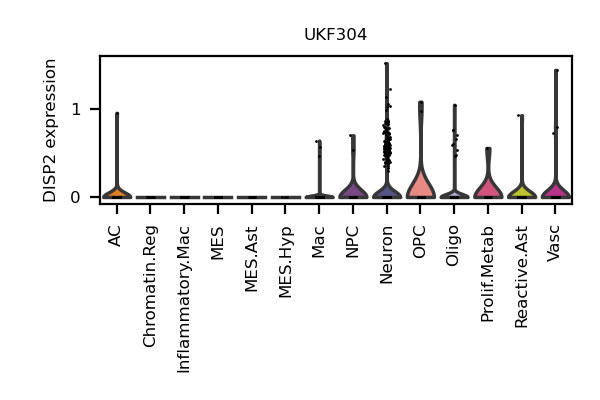 UKF304
DISP2 expression
1
0
AC
Chromatin.Reg
Inflammatory.Mac
MES
MES.Ast
MES.Hyp
Mac
NPC
Neuron
OPC
Oligo
Prolif.Metab
Reactive.Ast
Vasc